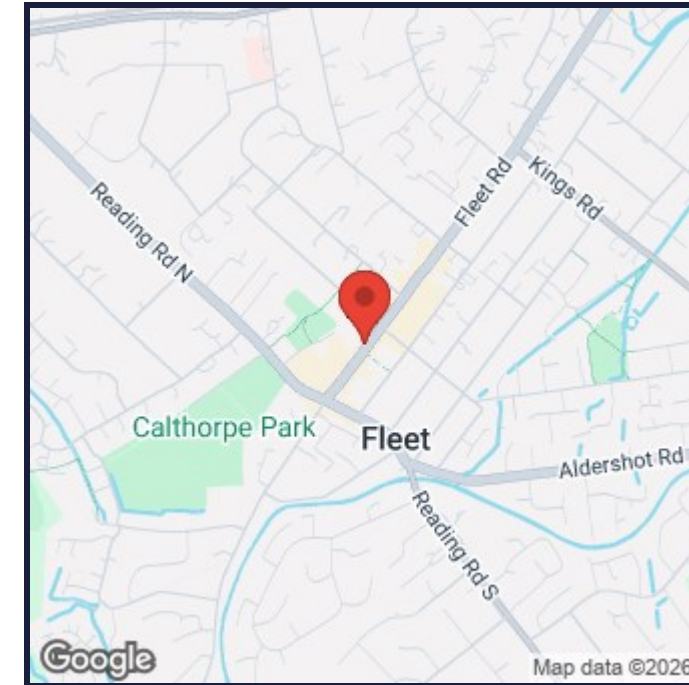 Reading Rd N
Fleet Rd
Kings Rd
Calthorpe Park
Fleet
Aldershot Rd
Reading Rd S
Google
Map data ©2026